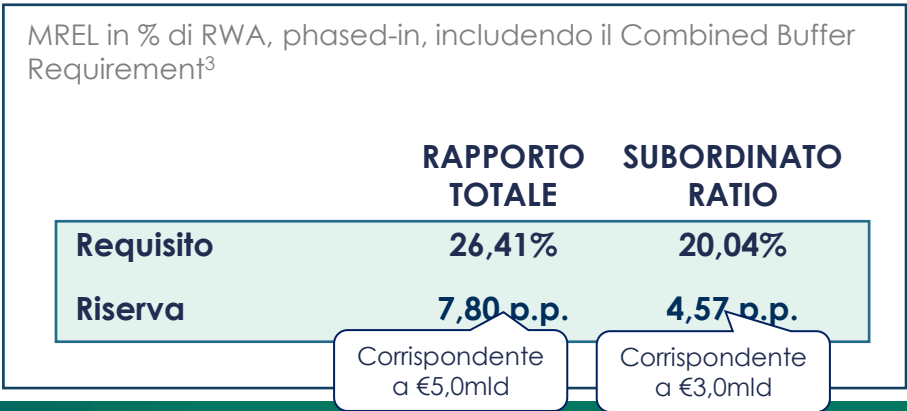 MREL in % di RWA, phased-in, includendo il Combined Buffer
Requirement³
RAPPORTO TOTALE
SUBORDINATO RATIO
Requisito 26,41% 20,04%
Riserva 7,80 p.p. 4,57 p.p.
Corrispondente
a €5,0mld
Corrispondente
a €3,0mld